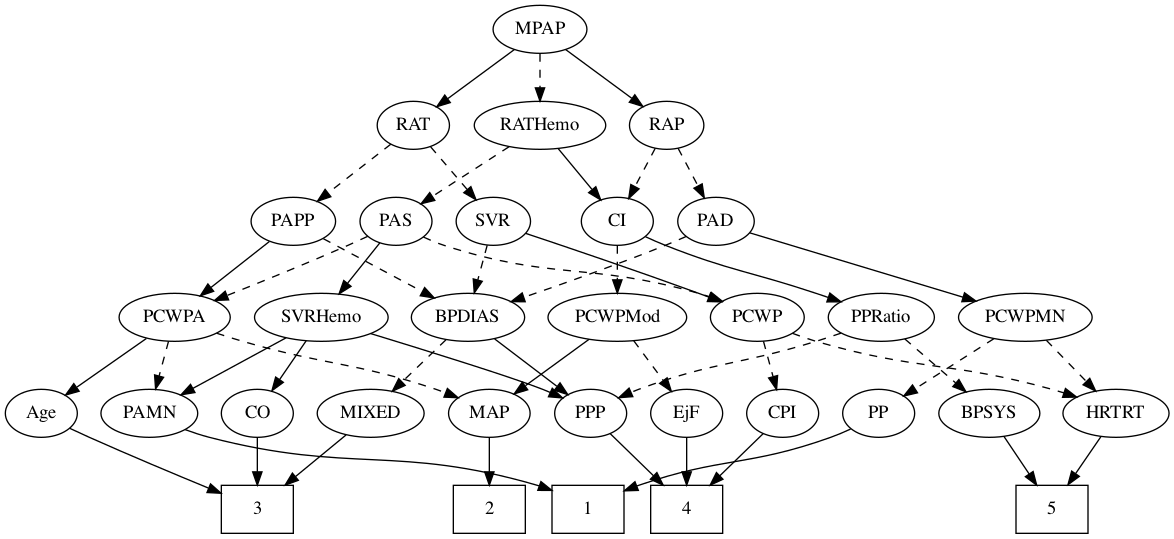 MPAP
RAT RATHemo RAP
PAPP PAS SVR CI PAD
PCWPA SVRHemo BPDIAS PCWPMod PCWP PPRatio PCWPMN
Age PAMN CO MIXED MAP PPP EjF CPI PP BPSYS HRTRT
3 2 1 4 5